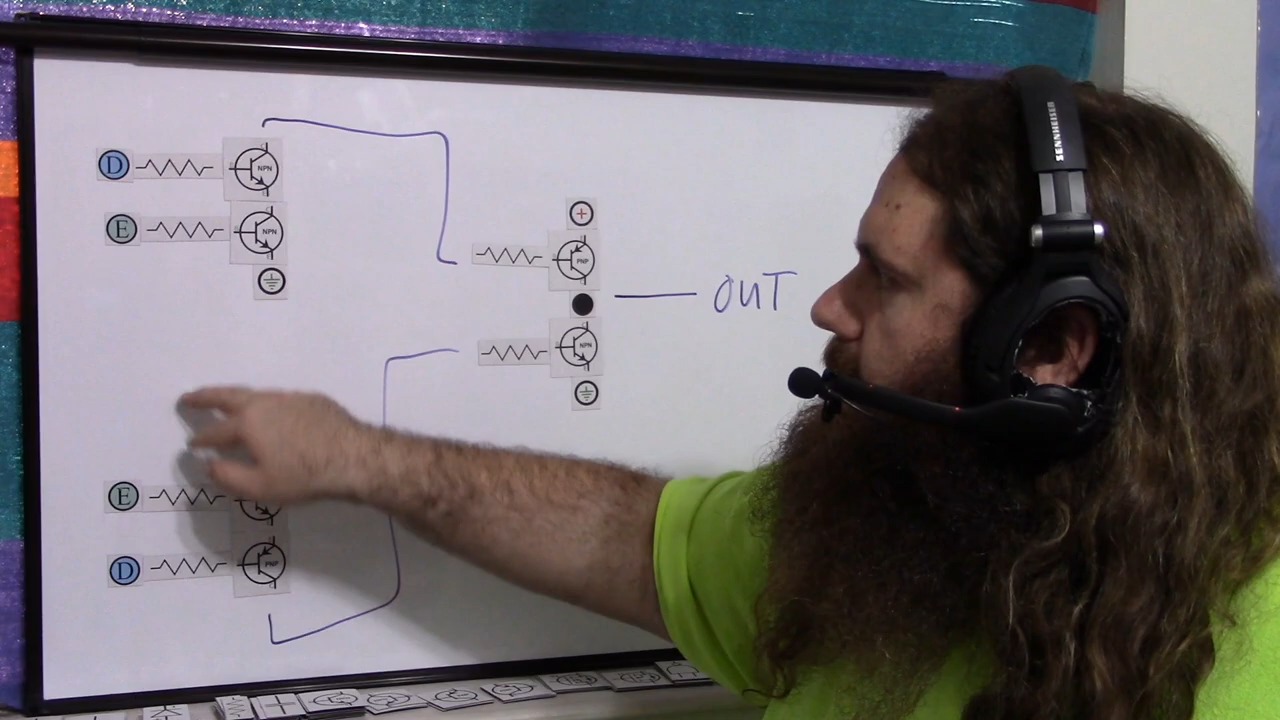 D NPN
E NPN
+
PNP
OUT
NPN
E
D PNP
SENNHEISER